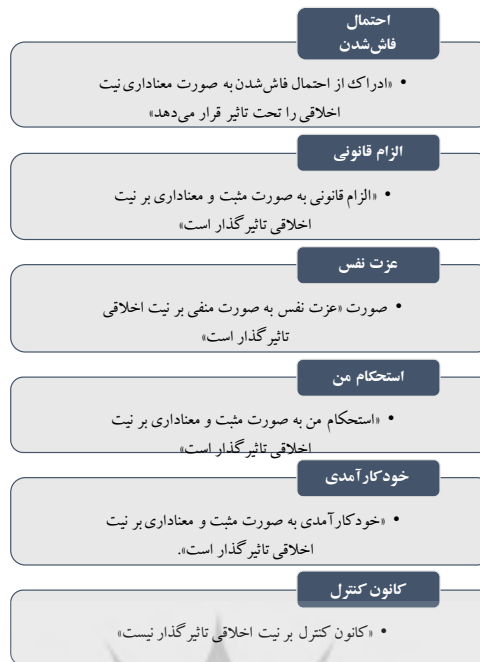 احتمال
فاش‌شدن
• «ادراک از احتمال فاش‌شدن به صورت معناداری نیت
اخلاقی را تحت تاثیر قرار می‌دهد»
الزام قانونی
• «الزام قانونی به صورت مثبت و معناداری بر نیت
اخلاقی تاثیرگذار است»
عزت نفس
• صورت «عزت نفس به صورت منفی بر نیت اخلاقی
تاثیرگذار است»
استحکام من
• «استحکام من به صورت مثبت و معناداری بر نیت
اخلاقی تاثیرگذار است»
خودکارآمدی
• «خودکارآمدی به صورت مثبت و معناداری بر نیت
اخلاقی تاثیرگذار است».
کانون کنترل
• «کانون کنترل بر نیت اخلاقی تاثیرگذار نیست»